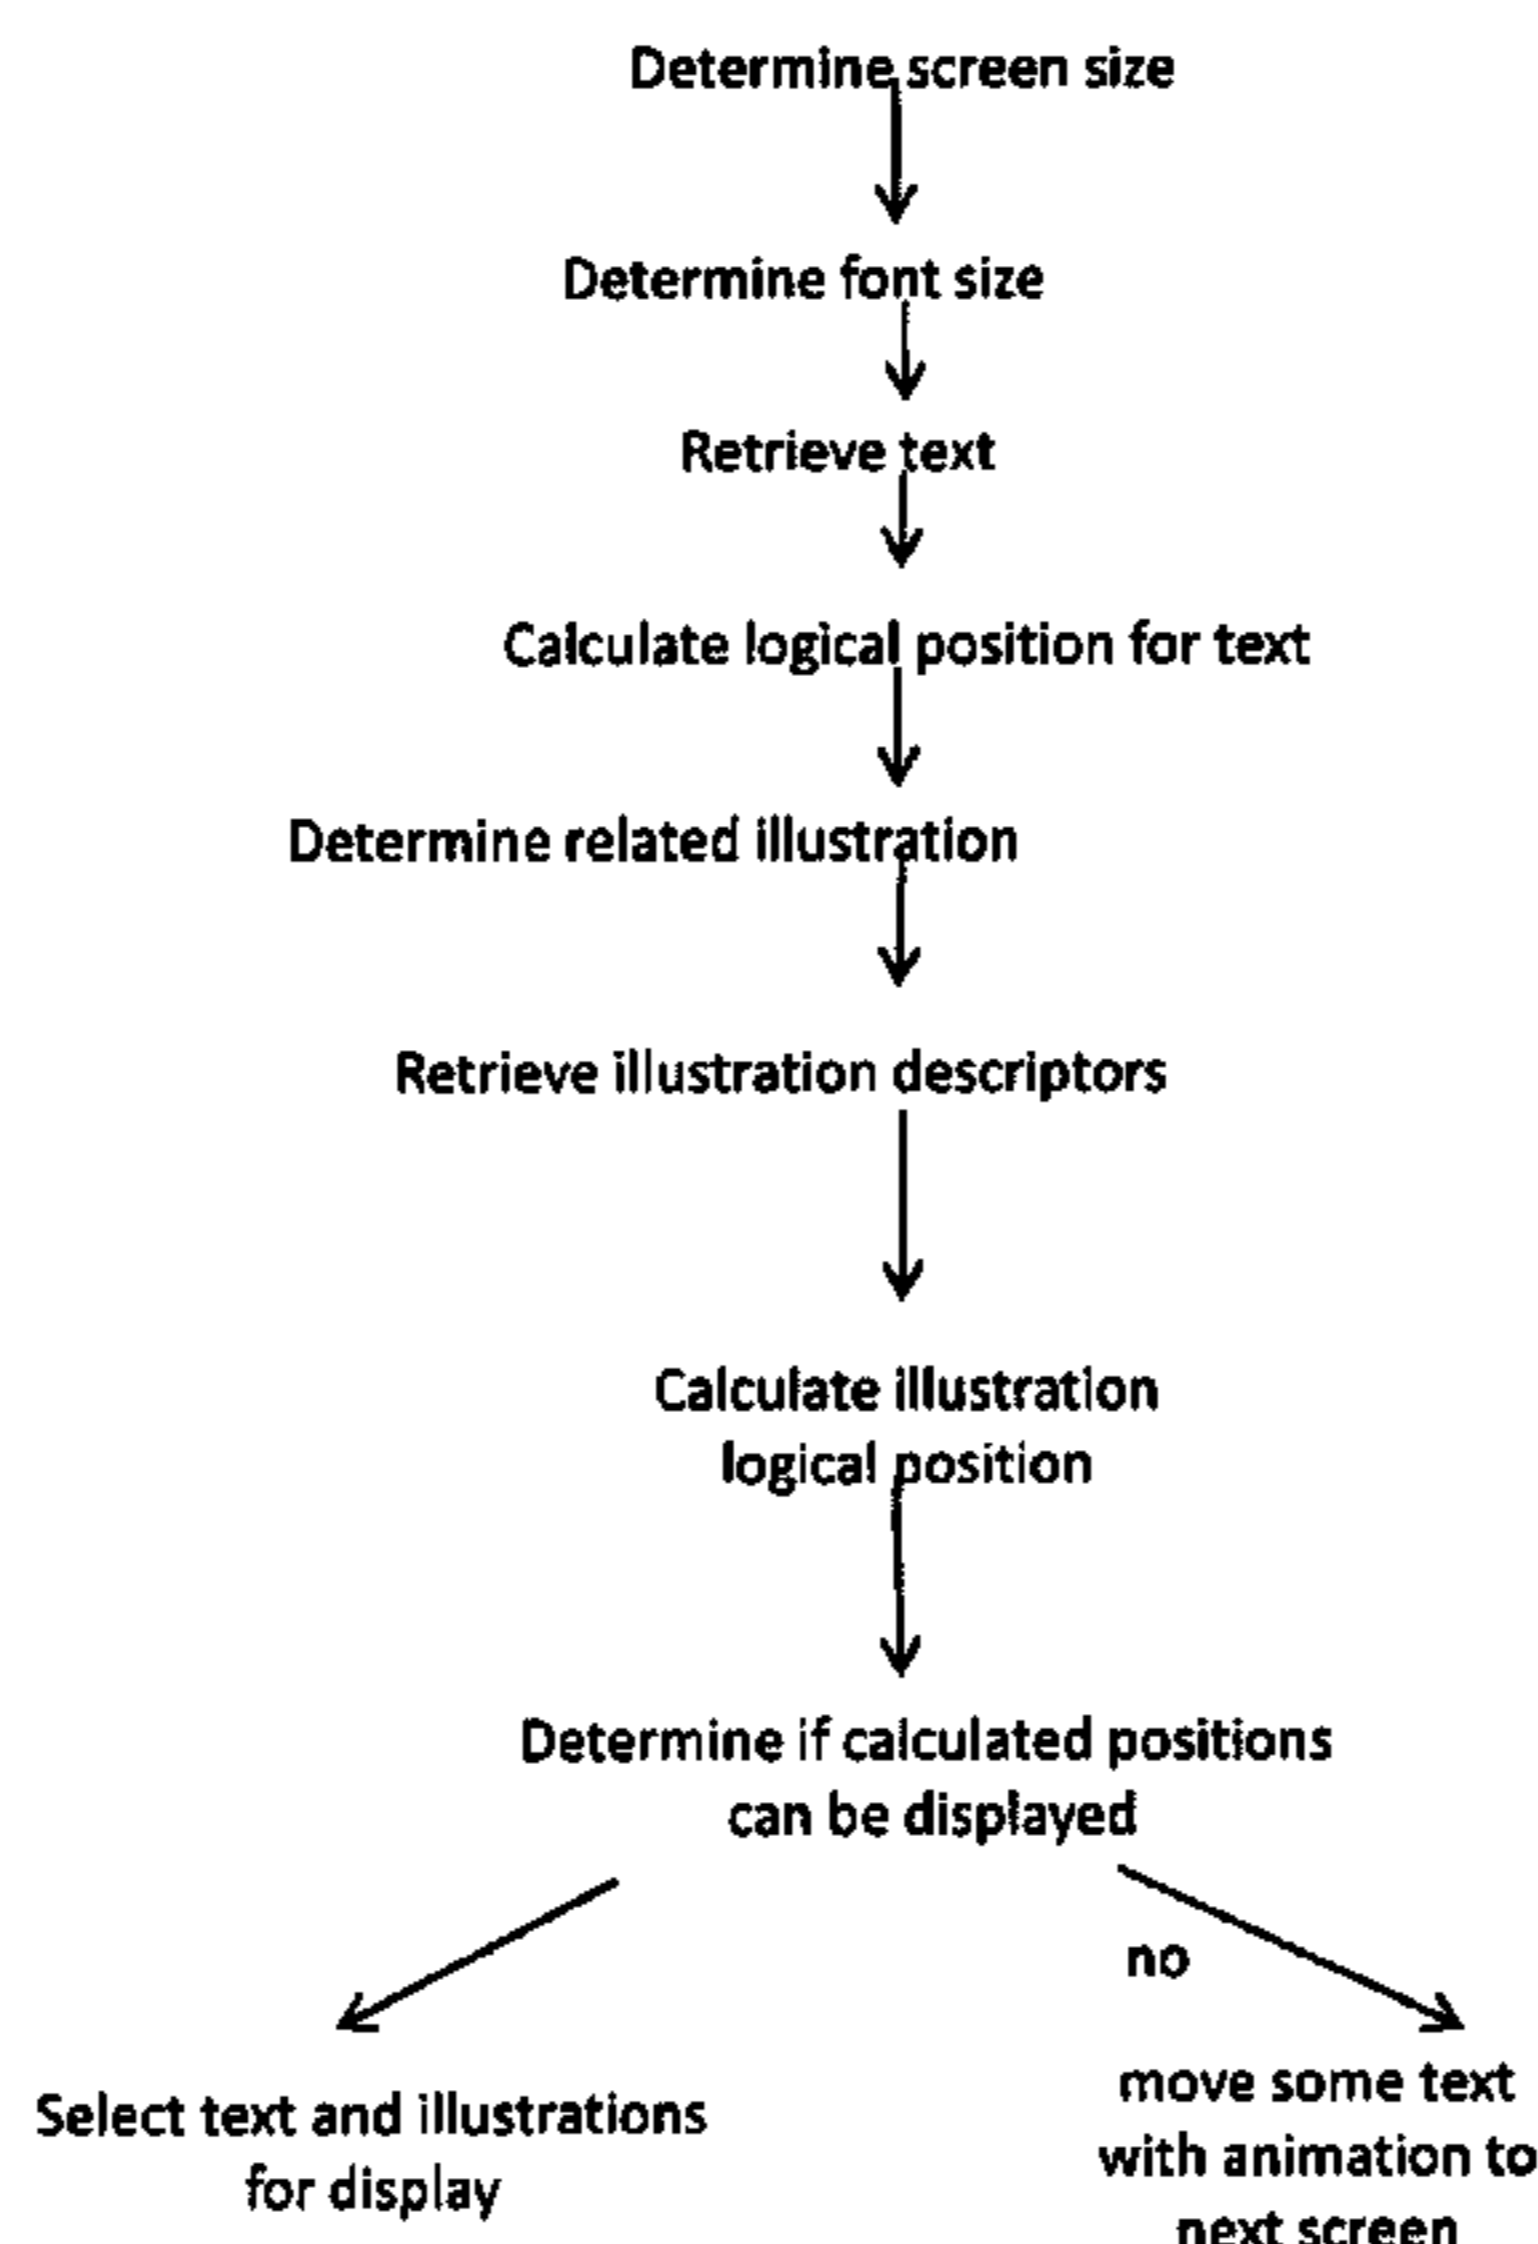 Determine screen size
Determine font size
Retrieve text
Calculate logical position for text
Determine related illustration
Retrieve illustration descriptors
Calculate illustration
logical position
Determine if calculated positions
can be displayed
no
Select text and illustrations
for display
move some text
with animation to
next screen